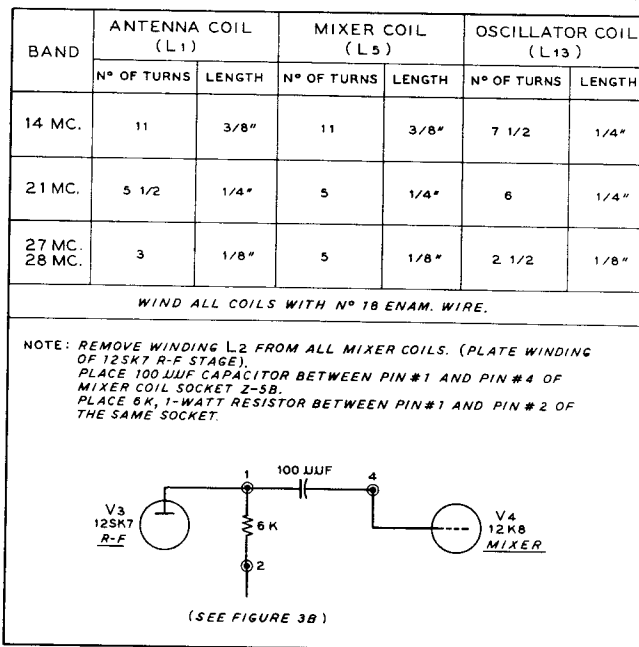 BAND
ANTENNA COIL
(L1)
MIXER COIL
(L5)
OSCILLATOR COIL
(L13)
Nº OF TURNS LENGTH Nº OF TURNS LENGTH Nº OF TURNS LENGTH
14 MC. 11 3/8" 11 3/8" 7 1/2 1/4"
21 MC. 5 1/2 1/4" 5 1/4" 6 1/4"
27 MC.
28 MC. 3 1/8" 5 1/8" 2 1/2 1/8"
WIND ALL COILS WITH Nº 18 ENAM. WIRE.
NOTE: REMOVE WINDING L2 FROM ALL MIXER COILS. (PLATE WINDING
OF 12SK7 R-F STAGE).
PLACE 100 µµF CAPACITOR BETWEEN PIN #1 AND PIN #4 OF
MIXER COIL SOCKET Z-5B.
PLACE 6K, 1-WATT RESISTOR BETWEEN PIN #1 AND PIN #2 OF
THE SAME SOCKET.
1 100 µµF 4
V3
12SK7
R-F
6 K
V4
12K8
MIXER
2
(SEE FIGURE 3B)